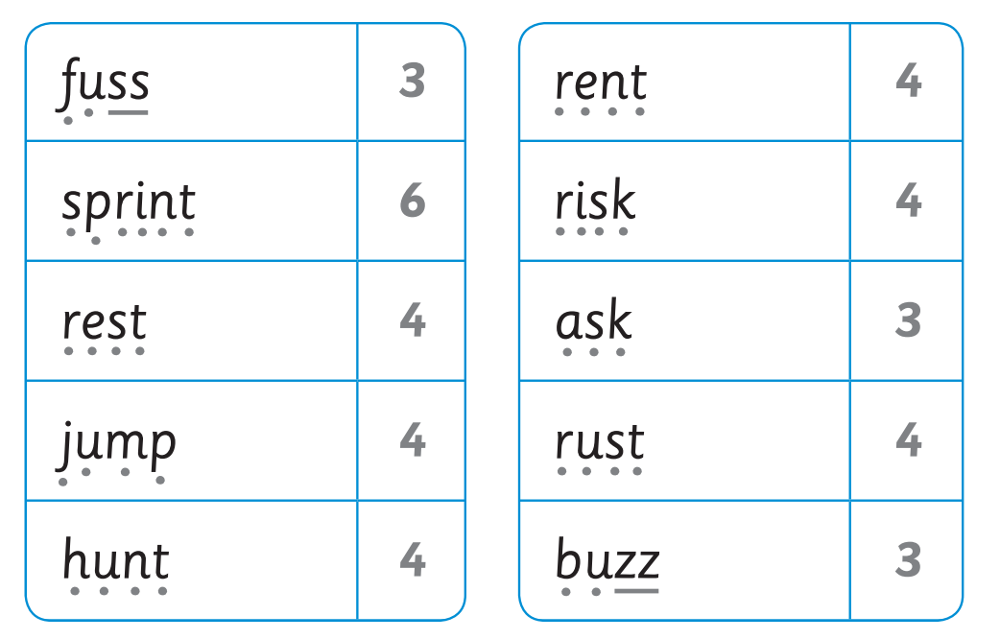 fuss 3
sprint 6
rest 4
jump 4
hunt 4
rent 4
risk 4
ask 3
rust 4
buzz 3